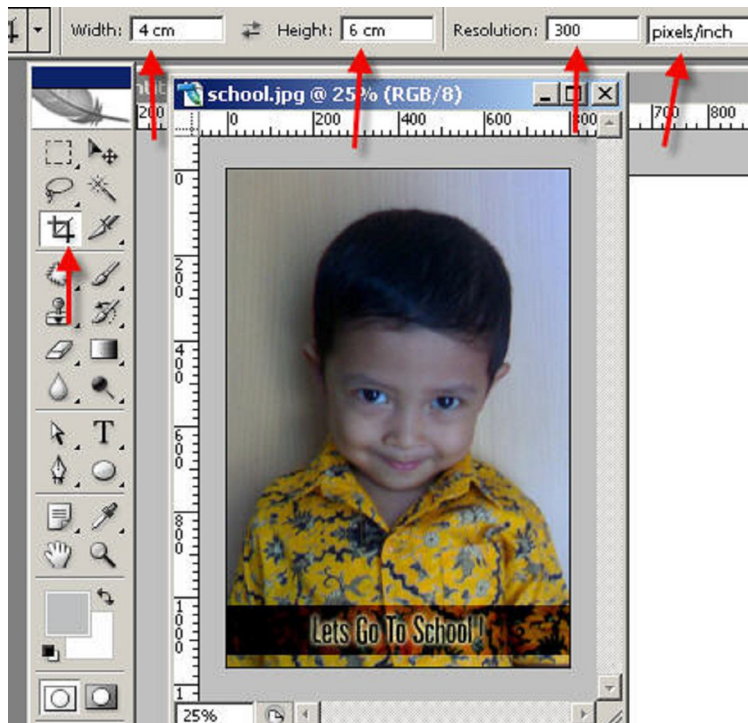 Width: 4 cm Height: 6 cm Resolution: 300 pixels/inch
school.jpg @ 25% (RGB/8)
200 0 200 400 600 800 700 800
0
200
400
600
800
1000
1
T
Lets Go To School !
25%